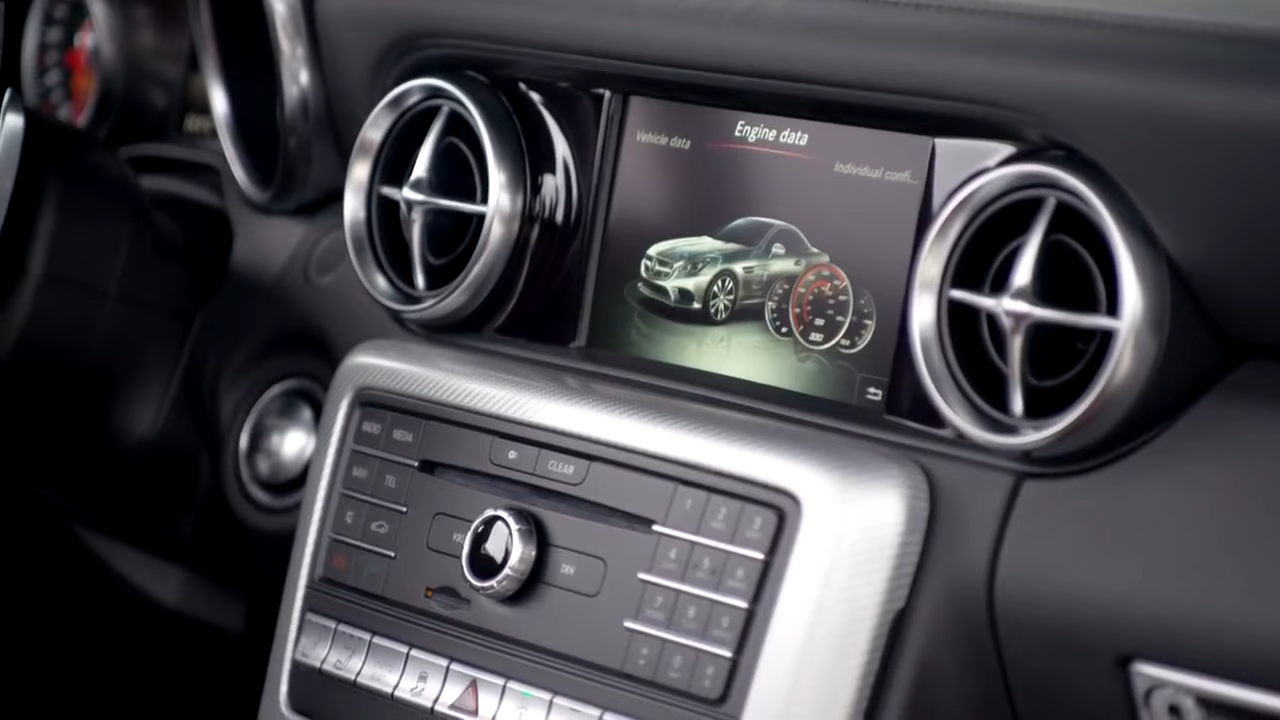 Vehicle data
Engine data
Individual confi...
RADIO
MEDIA
CLEAR
NAVI
TEL
1
2
3
4
5
6
7
8
9